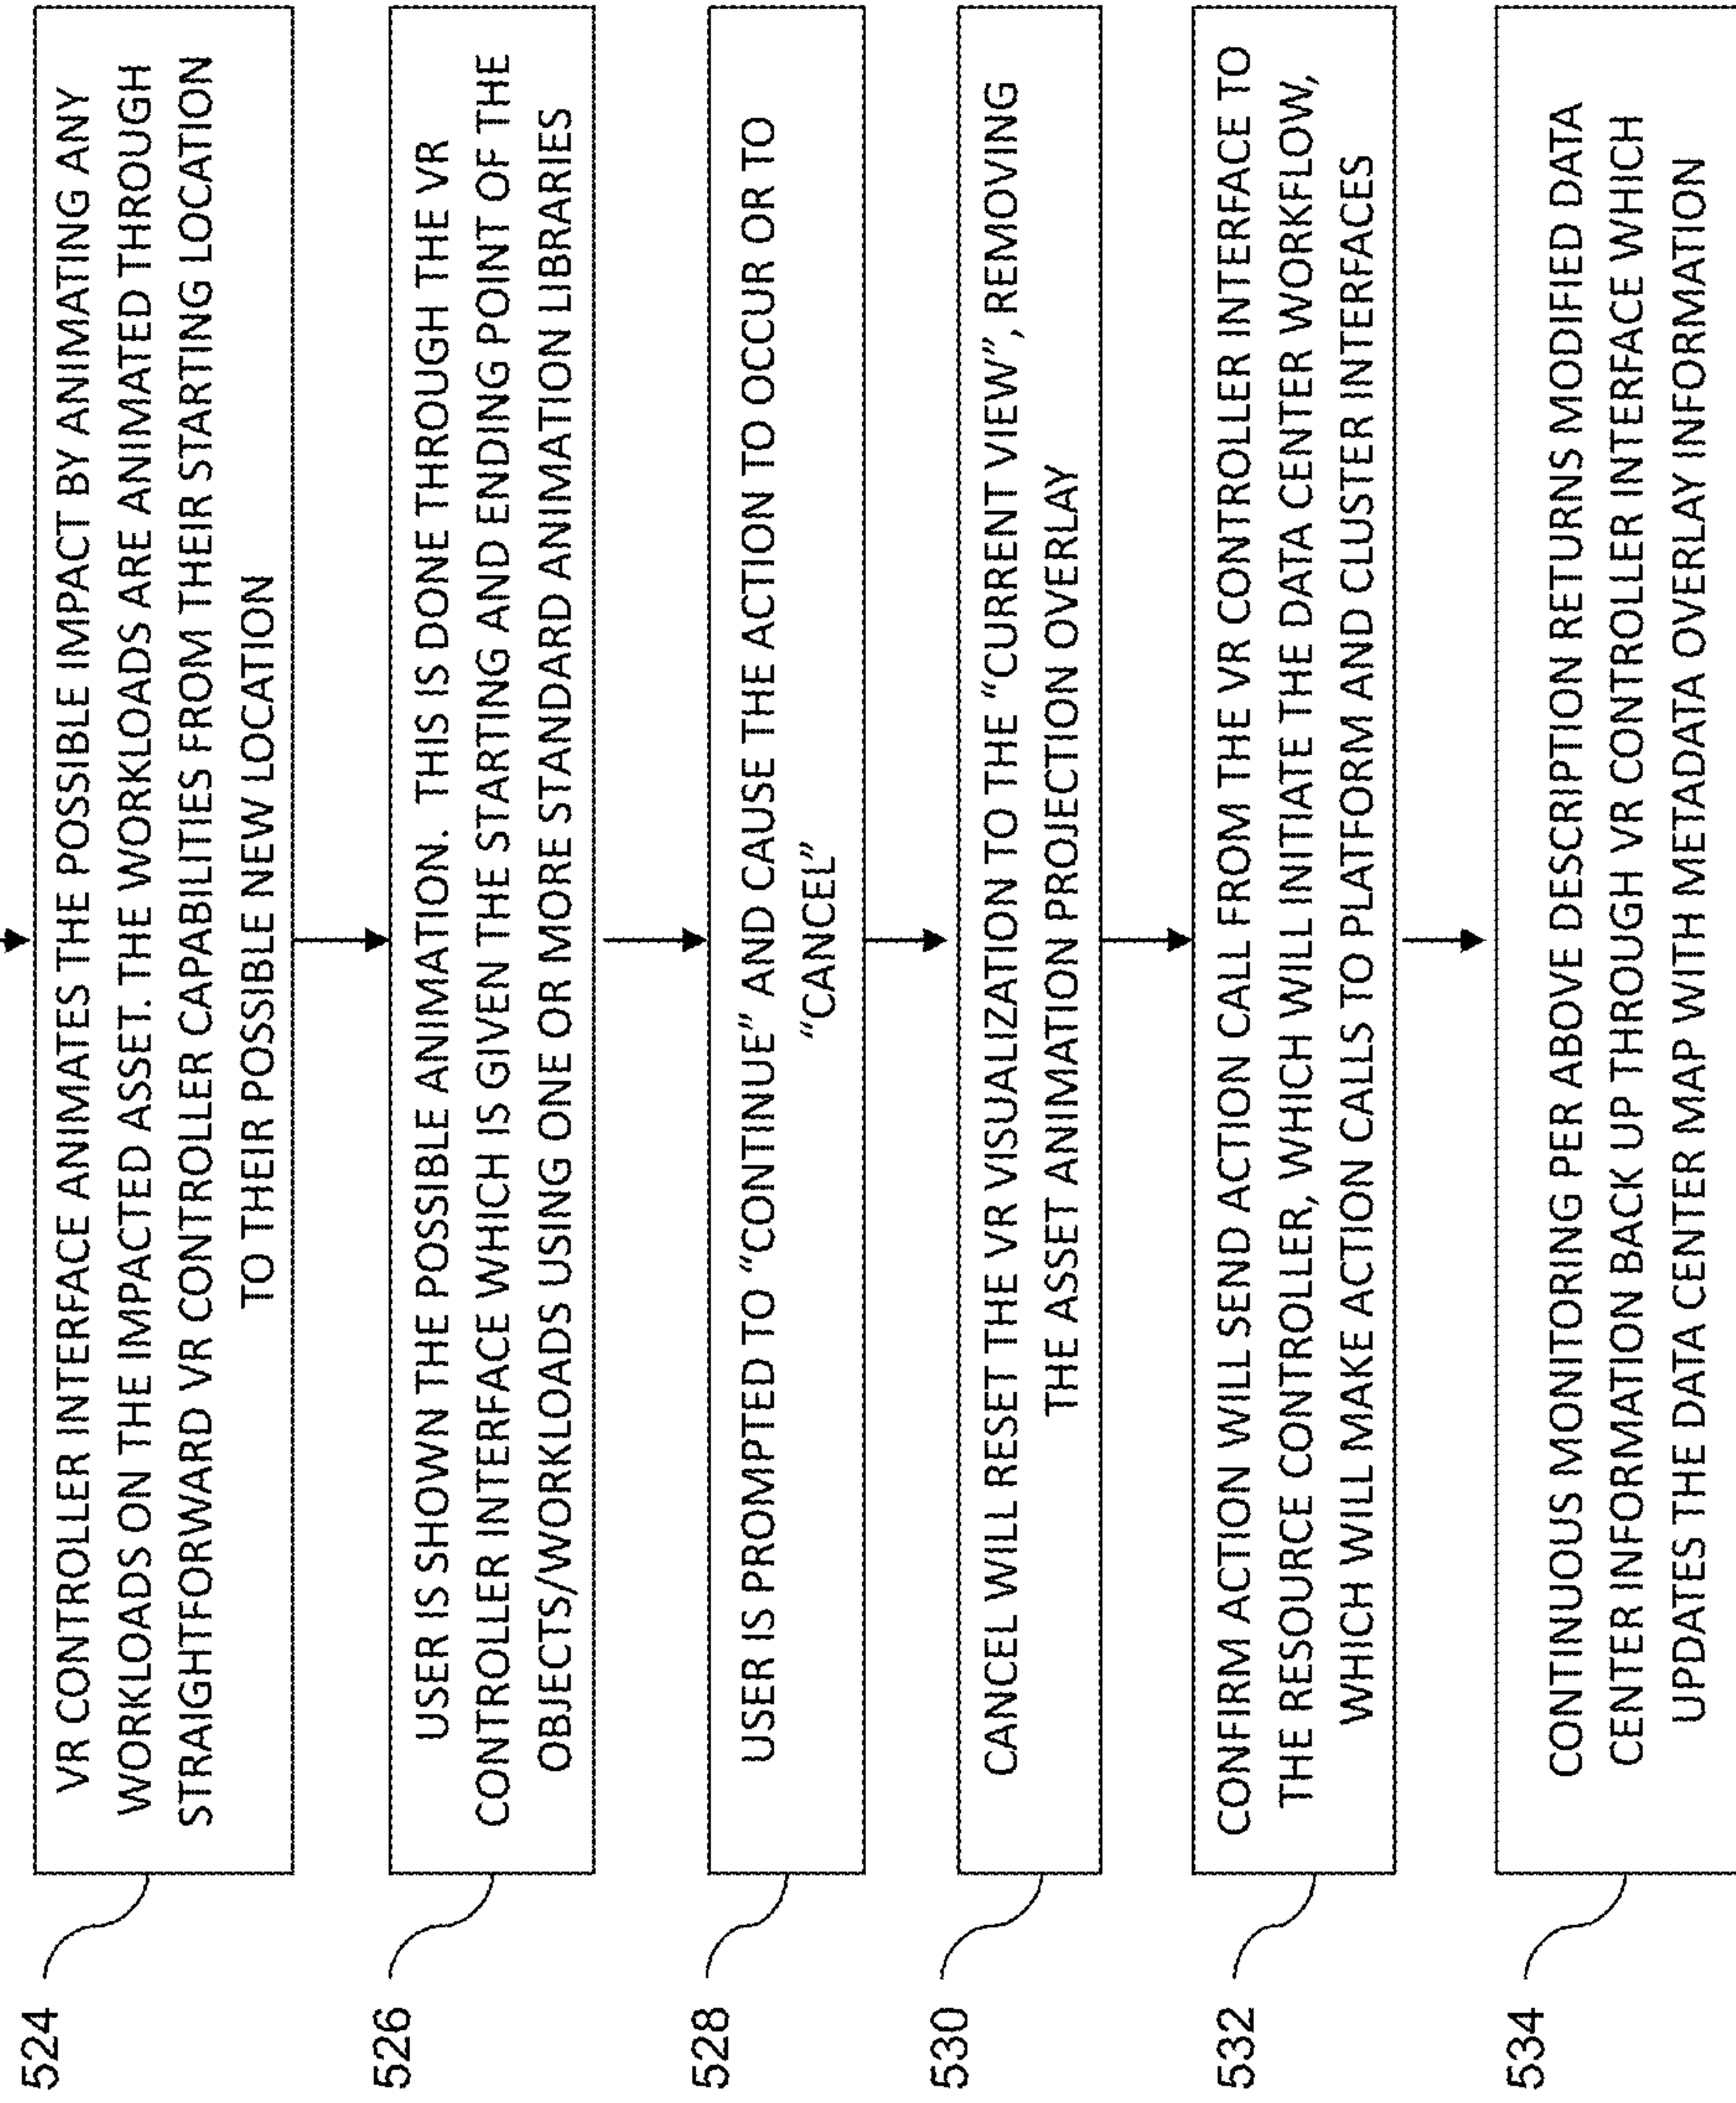 524
VR CONTROLLER INTERFACE ANIMATES THE POSSIBLE IMPACT BY ANIMATING ANY
WORKLOADS ON THE IMPACTED ASSET. THE WORKLOADS ARE ANIMATED THROUGH
STRAIGHTFORWARD VR CONTROLLER CAPABILITIES FROM THEIR STARTING LOCATION
TO THEIR POSSIBLE NEW LOCATION
526
USER IS SHOWN THE POSSIBLE ANIMATION. THIS IS DONE THROUGH THE VR
CONTROLLER INTERFACE WHICH IS GIVEN THE STARTING AND ENDING POINT OF THE
OBJECTS/WORKLOADS USING ONE OR MORE STANDARD ANIMATION LIBRARIES
528
USER IS PROMPTED TO “CONTINUE” AND CAUSE THE ACTION TO OCCUR OR TO
“CANCEL”
530
CANCEL WILL RESET THE VR VISUALIZATION TO THE “CURRENT VIEW”, REMOVING
THE ASSET ANIMATION PROJECTION OVERLAY
532
CONFIRM ACTION WILL SEND ACTION CALL FROM THE VR CONTROLLER INTERFACE TO
THE RESOURCE CONTROLLER, WHICH WILL INITIATE THE DATA CENTER WORKFLOW,
WHICH WILL MAKE ACTION CALLS TO PLATFORM AND CLUSTER INTERFACES
534
CONTINUOUS MONITORING PER ABOVE DESCRIPTION RETURNS MODIFIED DATA
CENTER INFORMATION BACK UP THROUGH VR CONTROLLER INTERFACE WHICH
UPDATES THE DATA CENTER MAP WITH METADATA OVERLAY INFORMATION